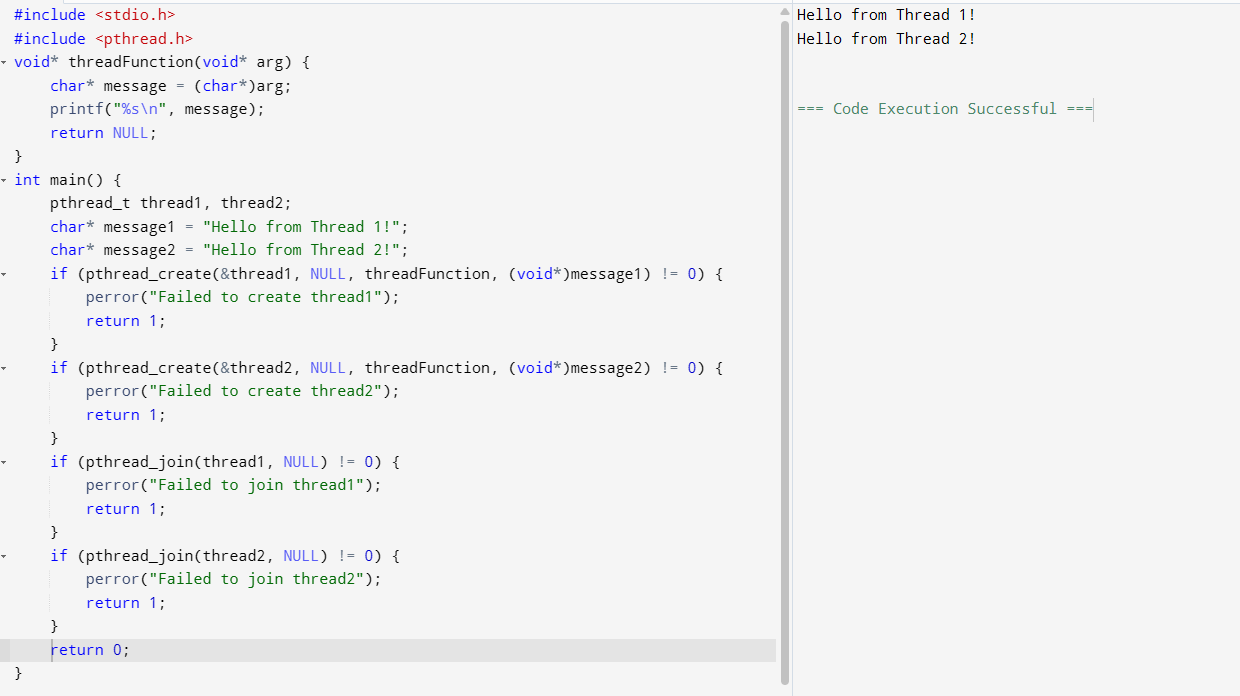 #include <stdio.h>
#include <pthread.h>
void* threadFunction(void* arg) {
    char* message = (char*)arg;
    printf("%s\n", message);
    return NULL;
}
int main() {
    pthread_t thread1, thread2;
    char* message1 = "Hello from Thread 1!";
    char* message2 = "Hello from Thread 2!";
    if (pthread_create(&thread1, NULL, threadFunction, (void*)message1) != 0) {
        perror("Failed to create thread1");
        return 1;
    }
    if (pthread_create(&thread2, NULL, threadFunction, (void*)message2) != 0) {
        perror("Failed to create thread2");
        return 1;
    }
    if (pthread_join(thread1, NULL) != 0) {
        perror("Failed to join thread1");
        return 1;
    }
    if (pthread_join(thread2, NULL) != 0) {
        perror("Failed to join thread2");
        return 1;
    }
    return 0;
}
Hello from Thread 1!
Hello from Thread 2!
=== Code Execution Successful ===